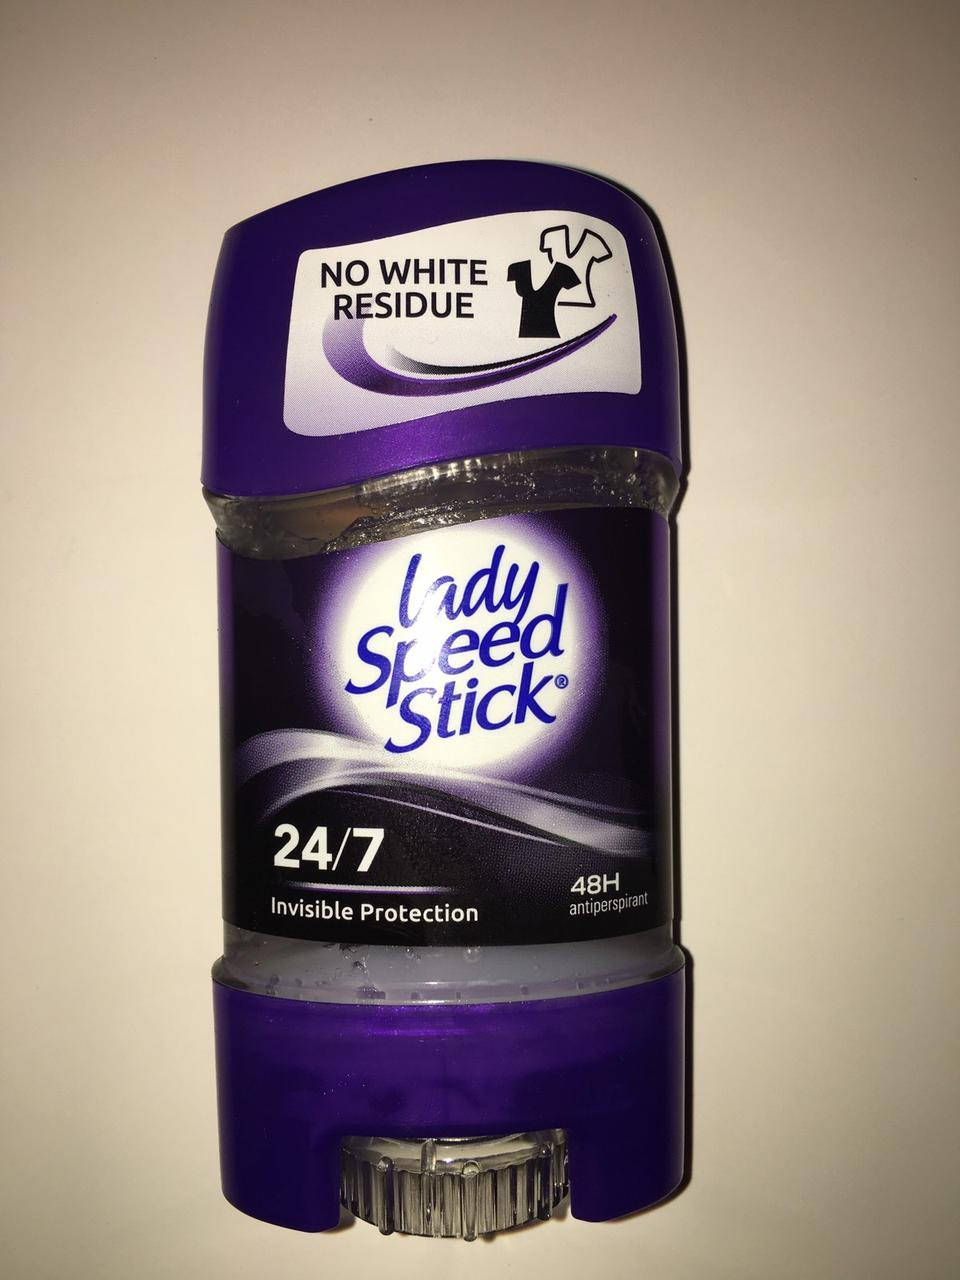 NO WHITE
RESIDUE
lady
Speed
Stick®
24/7
Invisible Protection
48H
antiperspirant